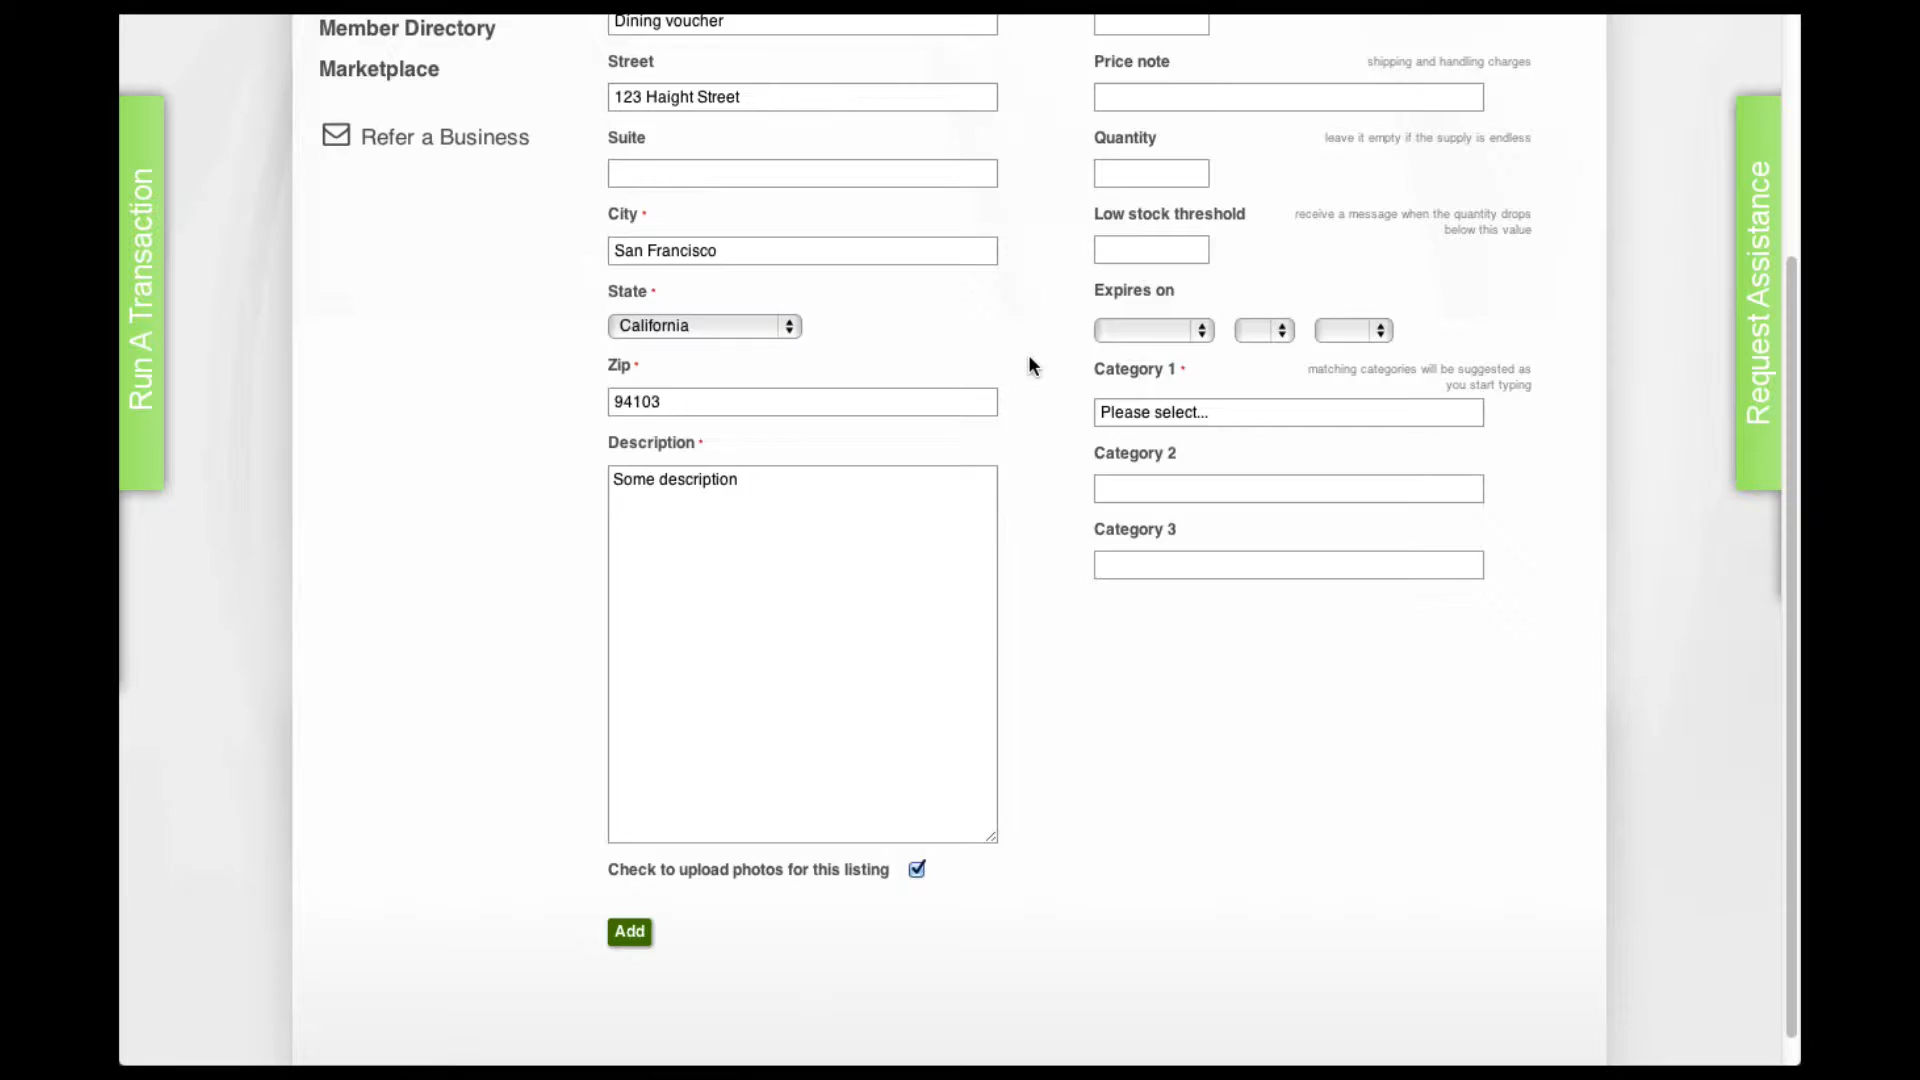 Member Directory
Marketplace
Refer a Business
Run A Transaction
Dining voucher
Street
123 Haight Street
Suite
City *
San Francisco
State *
California
Zip *
94103
Description *
Some description
Check to upload photos for this listing
Add
Price note
shipping and handling charges
Quantity
leave it empty if the supply is endless
Low stock threshold
receive a message when the quantity drops
below this value
Expires on
Category 1 *
matching categories will be suggested as
you start typing
Please select...
Category 2
Category 3
Request Assistance